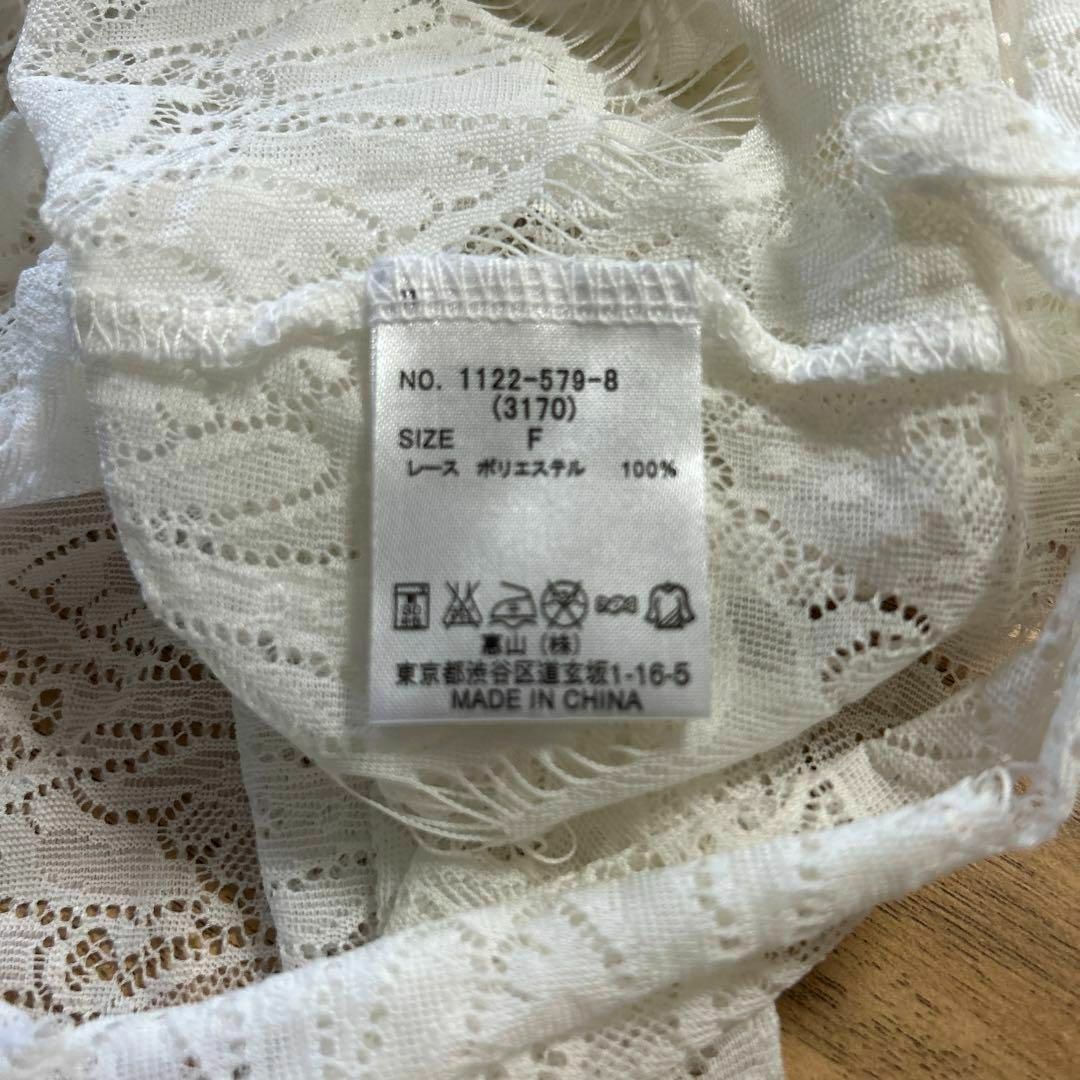 NO. 1122-579-8
(3170)
SIZE F
レース ポリエステル 100%
惠山（株）
東京都渋谷区道玄坂1-16-5
MADE IN CHINA